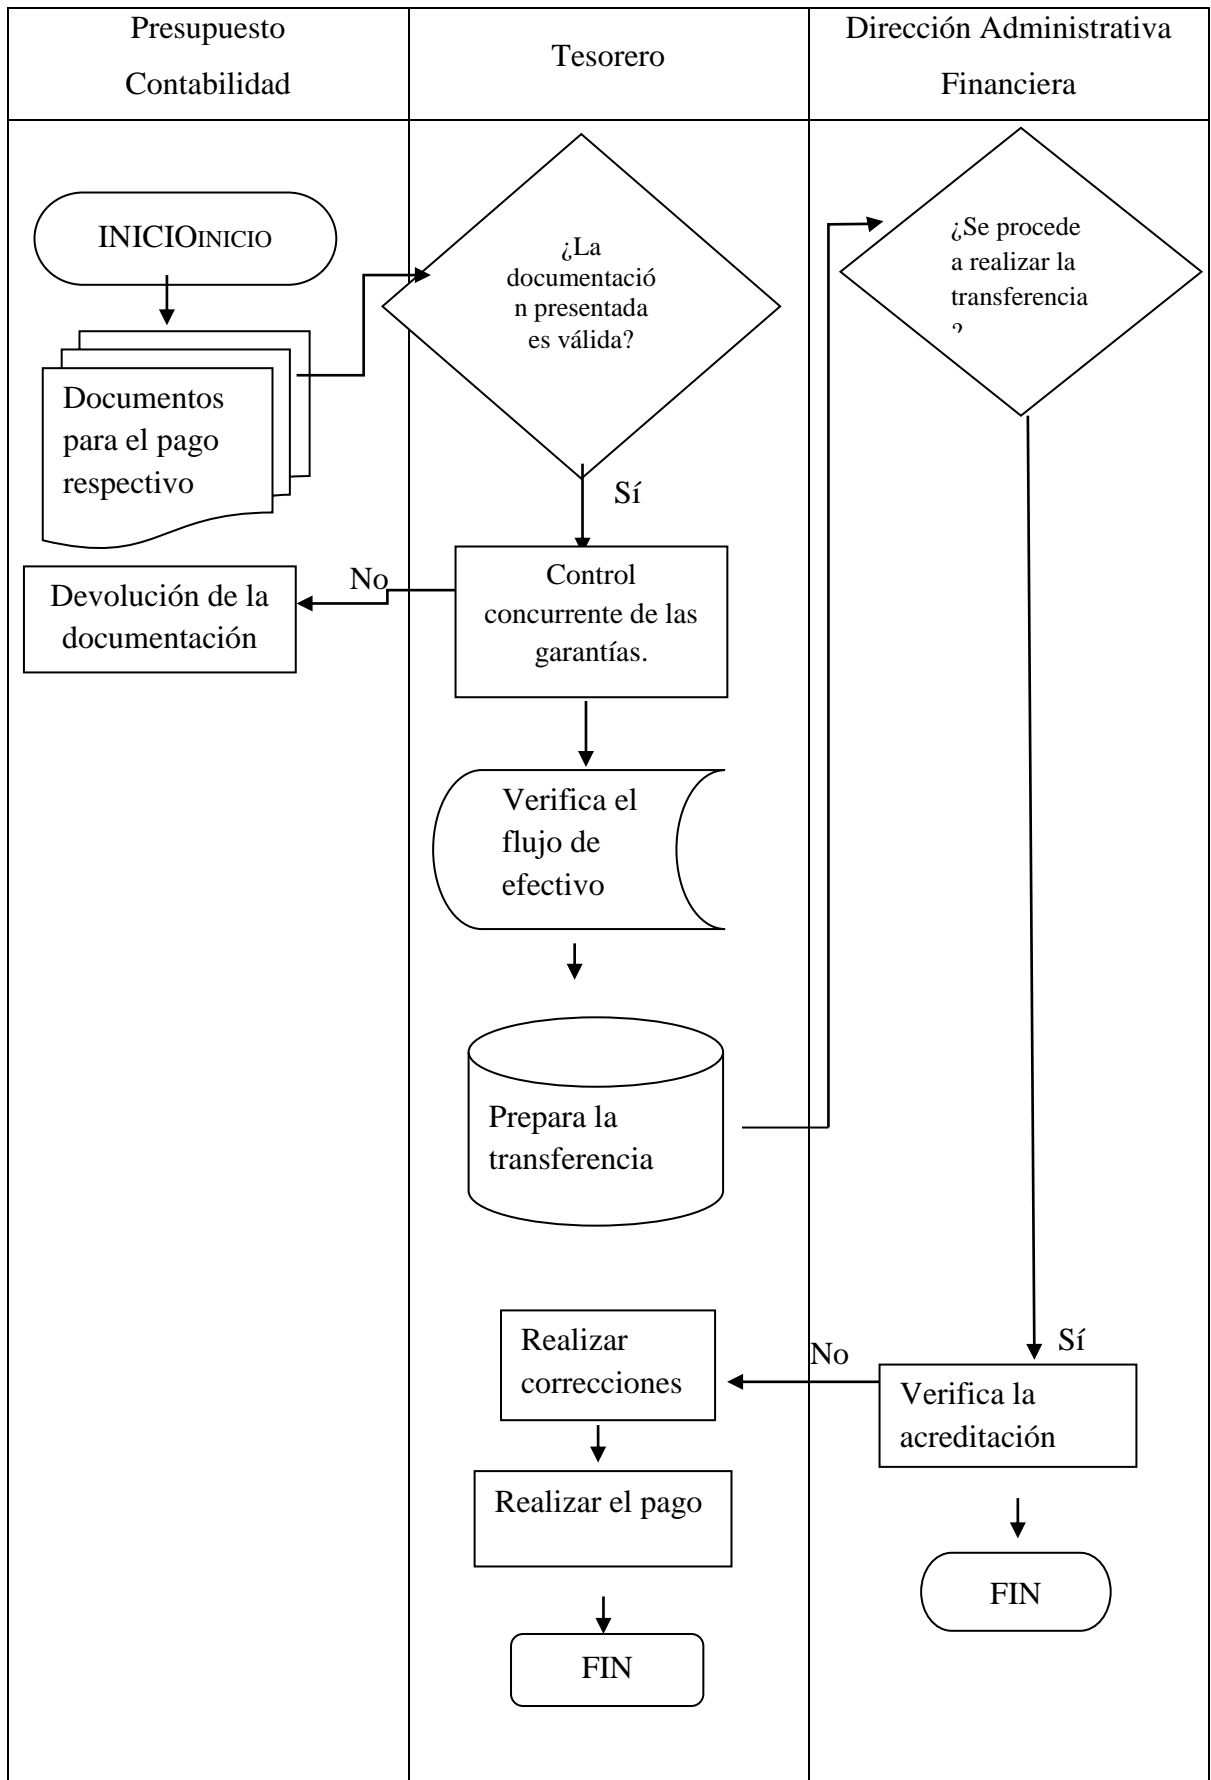 Presupuesto
Contabilidad
Tesorero
Dirección Administrativa
Financiera
INICIOINICIO
Documentos
para el pago
respectivo
Devolución de la
documentación
No
¿La
documentació
n presentada
es válida?
Sí
Control
concurrente de las
garantías.
Verifica el
flujo de
efectivo
Prepara la
transferencia
¿Se procede
a realizar la
transferencia
?
Sí
No
Verifica la
acreditación
FIN
Realizar
correcciones
Realizar el pago
FIN